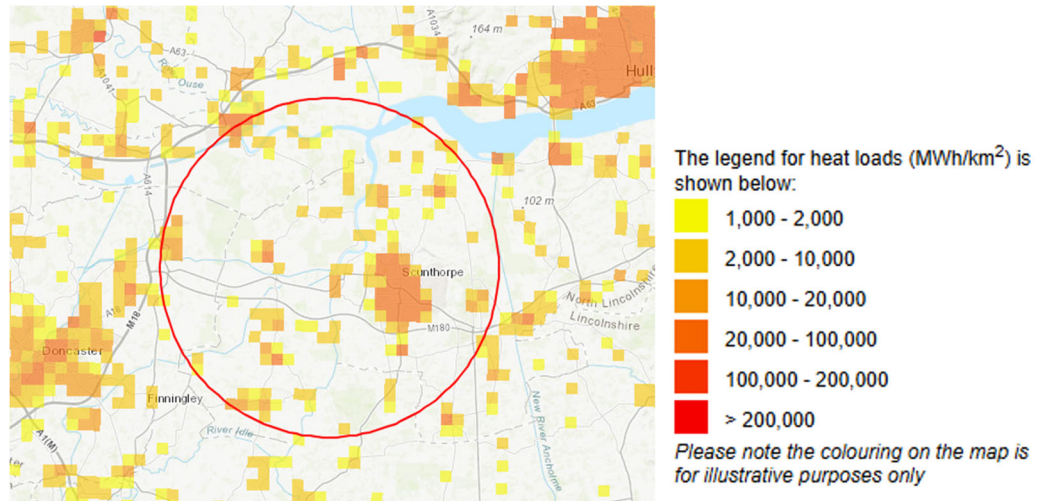 A1034
164 m
A63
River Ouse
A1041
Hull
A63
A614
102 m
Scunthorpe
North Lincolnshire
Lincolnshire
A18
M18
M180
Doncaster
Finningley
New River Ancholme
River Idle
A1(M)
The legend for heat loads (MWh/km²) is
shown below:
1,000 - 2,000
2,000 - 10,000
10,000 - 20,000
20,000 - 100,000
100,000 - 200,000
> 200,000
Please note the colouring on the map is
for illustrative purposes only